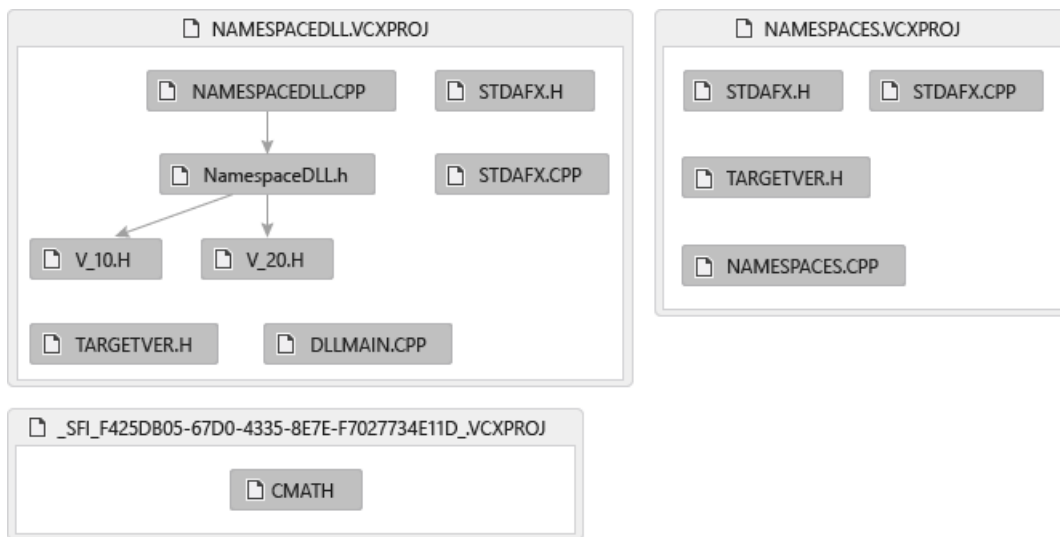 NAMESPACEDLL.VCXPROJ
NAMESPACEDLL.CPP
STDAFX.H
NamespaceDLL.h
STDAFX.CPP
V_10.H
V_20.H
TARGETVER.H
DLLMAIN.CPP
NAMESPACES.VCXPROJ
STDAFX.H
STDAFX.CPP
TARGETVER.H
NAMESPACES.CPP
_SFI_F425DB05-67D0-4335-8E7E-F7027734E11D_.VCXPROJ
CMATH